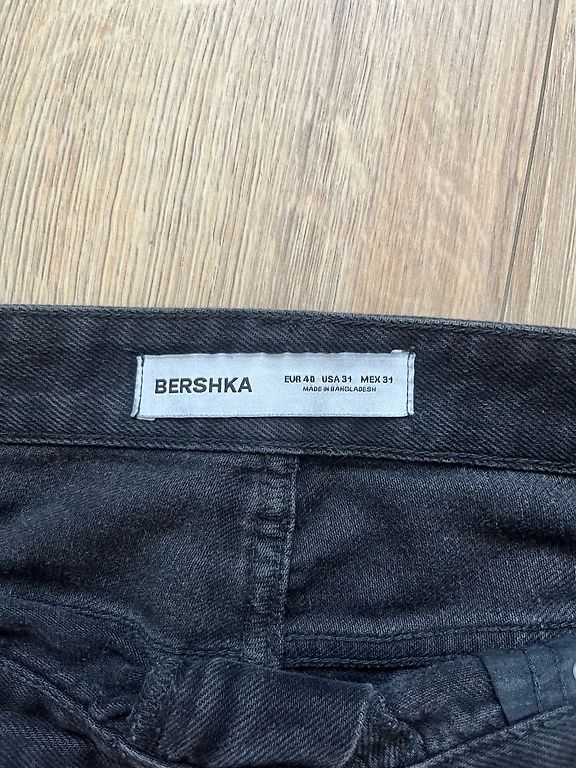 BERSHKA
EUR 40 USA 31 MEX 31
MADE IN BANGLADESH